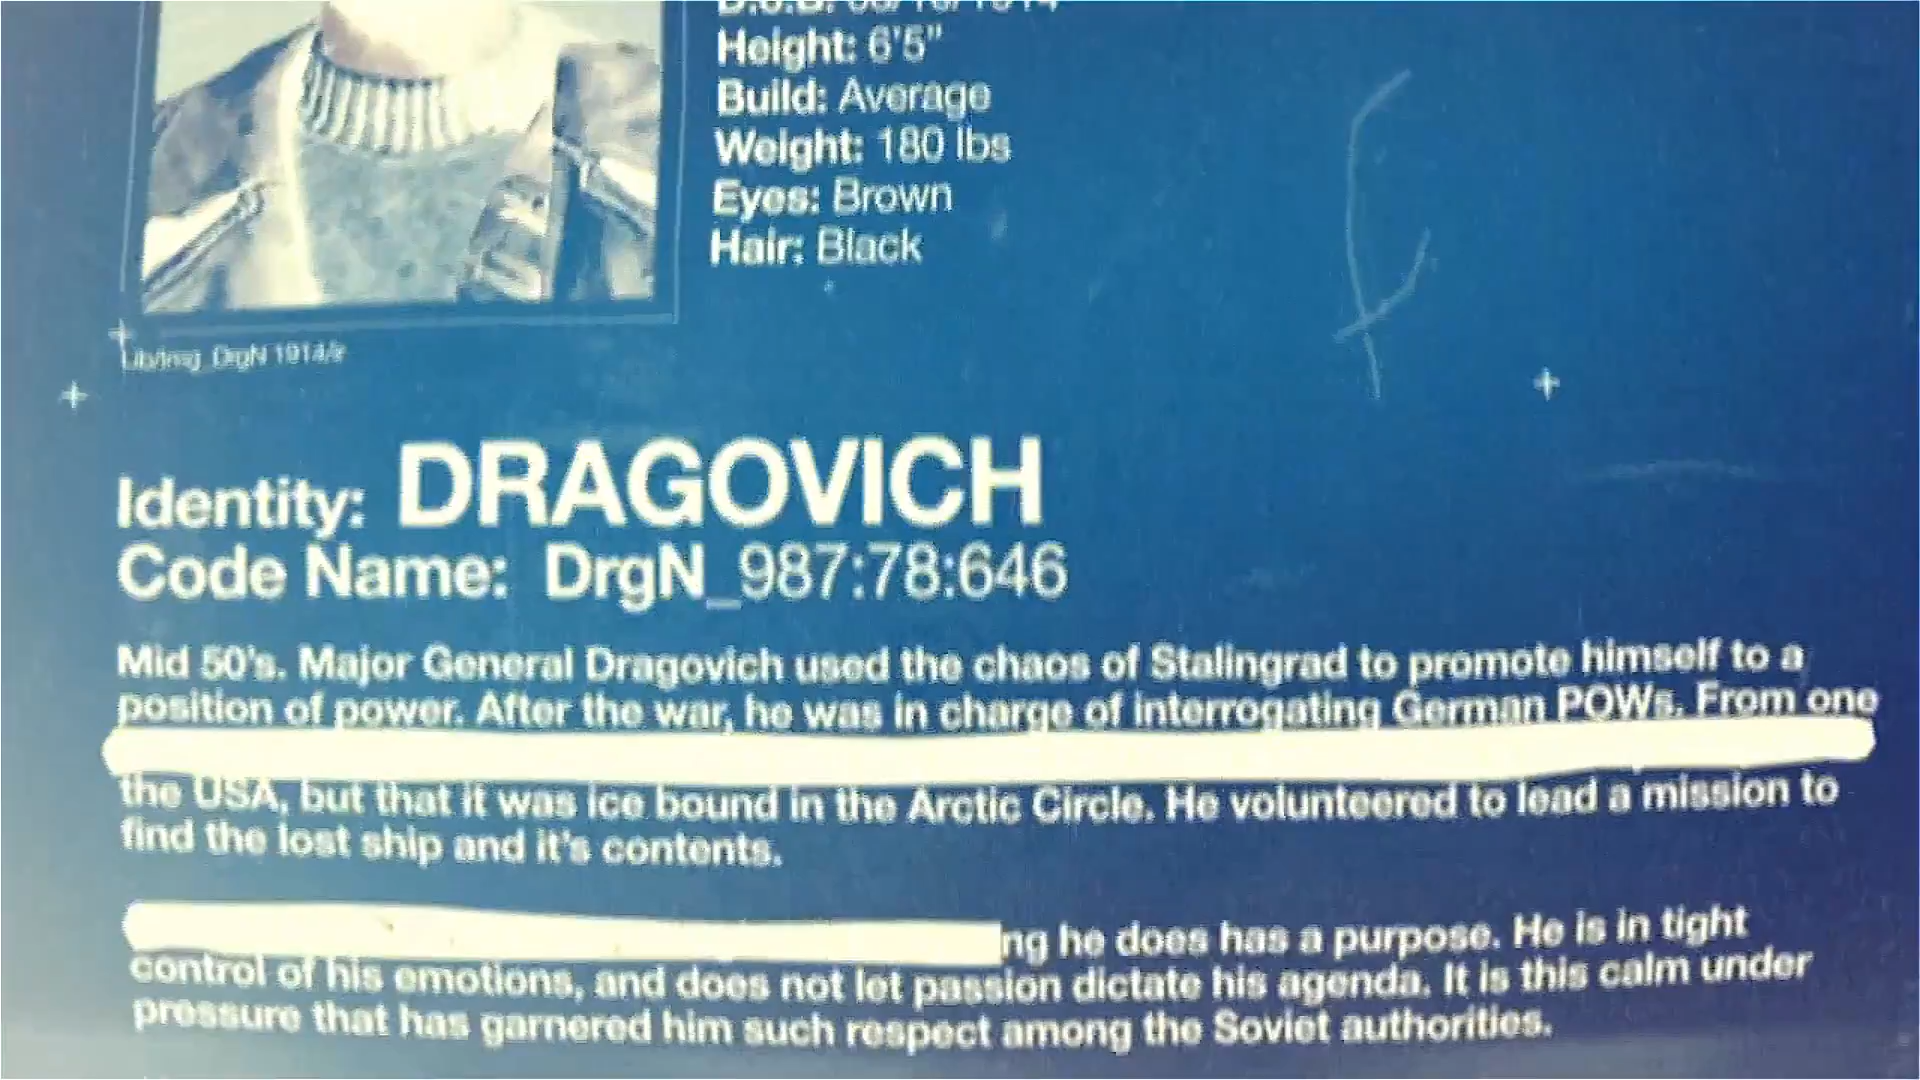 Height: 6'5"
Build: Average
Weight: 180 lbs
Eyes: Brown
Hair: Black
DrgN 1914/r
Identity: DRAGOVICH
Code Name: DrgN_987:78:646
Mid 50's. Major General Dragovich used the chaos of Stalingrad to promote himself to a
position of power. After the war, he was in charge of interrogating German POWs. From one
the USA, but that it was ice bound in the Arctic Circle. He volunteered to lead a mission to
find the lost ship and it's contents.
ng he does has a purpose. He is in tight
control of his emotions, and does not let passion dictate his agenda. It is this calm under
pressure that has garnered him such respect among the Soviet authorities.